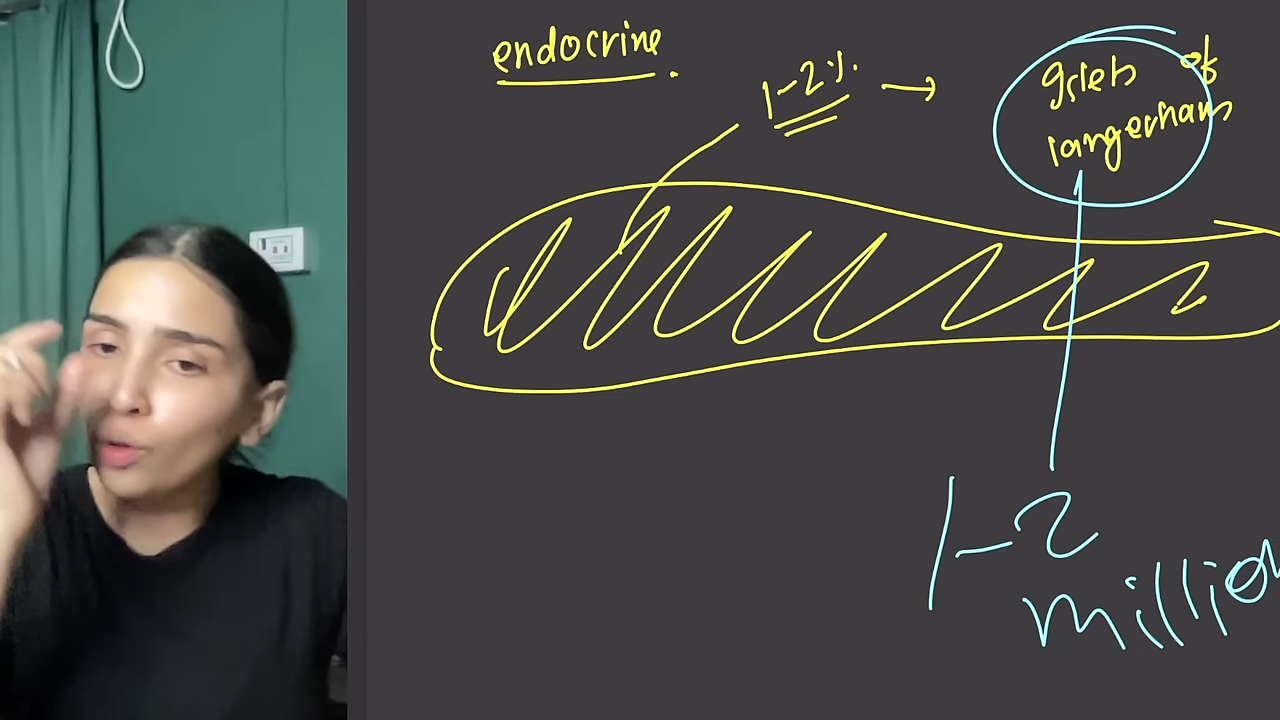 endocrine.
1-2% →
Islets of
langerhans
1-2
million